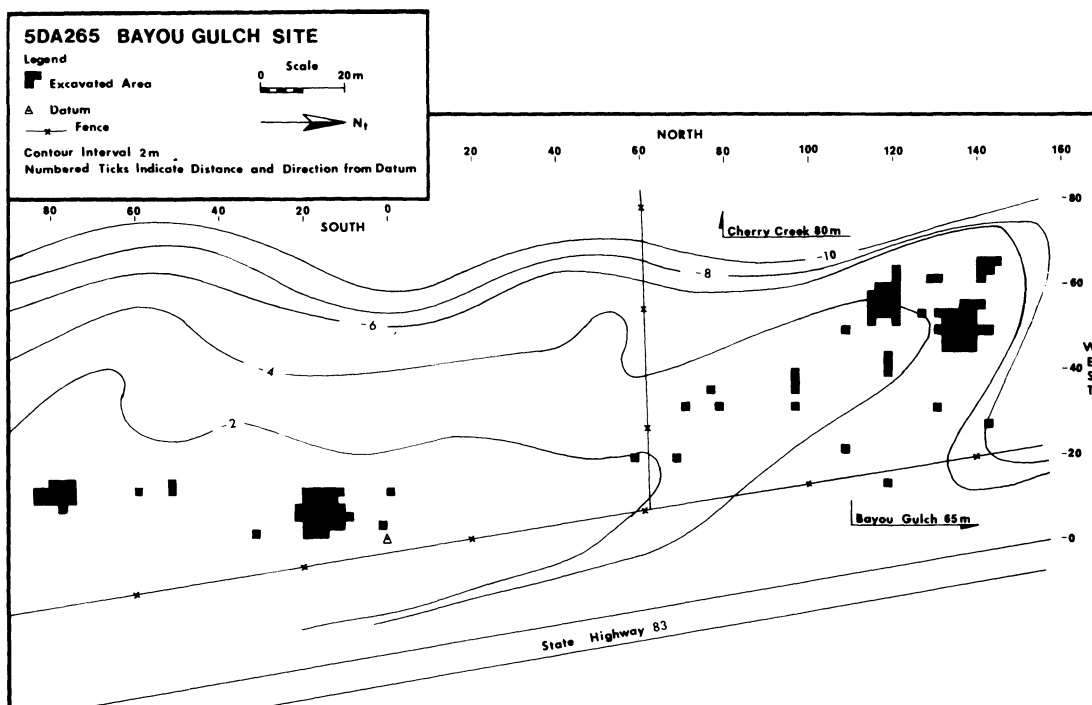 5DA265 BAYOU GULCH SITE
Legend
Excavated Area
Datum
Fence
Scale
0 20m
Nt
Contour Interval 2m
Numbered Ticks Indicate Distance and Direction from Datum
NORTH
20 40 60 80 100 120 140 160
80 60 40 20 0
SOUTH
-80
-60
-40
-20
-0
WEST
Cherry Creek 80m
-10
-8
-6
-4
-2
Bayou Gulch 65m
State Highway 83